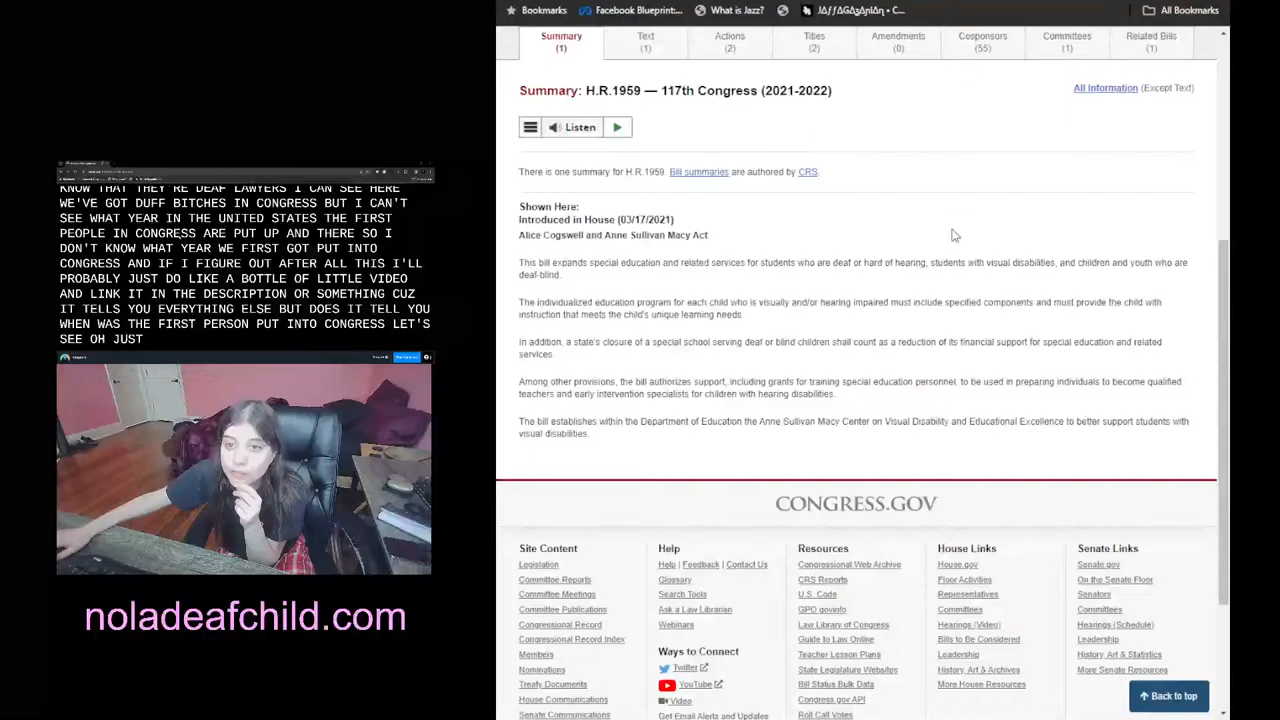 Bookmarks Facebook Blueprint:... What is Jazz? All Bookmarks
Summary (1) Text (1) Actions (2) Titles (2) Amendments (0) Cosponsors (55) Committees (1) Related Bills (1)
Summary: H.R.1959 — 117th Congress (2021-2022)
All Information (Except Text)
Listen
There is one summary for H.R.1959. Bill summaries are authored by CRS.
Shown Here:
Introduced in House (03/17/2021)
Alice Cogswell and Anne Sullivan Macy Act
This bill expands special education and related services for students who are deaf or hard of hearing, students with visual disabilities, and children and youth who are
deaf-blind.
The individualized education program for each child who is visually and/or hearing impaired must include specified components and must provide the child with
instruction that meets the child's unique learning needs.
In addition, a state's closure of a special school serving deaf or blind children shall count as a reduction of its financial support for special education and related
services.
Among other provisions, the bill authorizes support, including grants for training special education personnel, to be used in preparing individuals to become qualified
teachers and early intervention specialists for children with hearing disabilities.
The bill establishes within the Department of Education the Anne Sullivan Macy Center on Visual Disability and Educational Excellence to better support students with
visual disabilities.
CONGRESS.GOV
Site Content
Legislation
Committee Reports
Committee Meetings
Committee Publications
Congressional Record
Congressional Record Index
Members
Nominations
Treaty Documents
House Communications
Senate Communications
Help
Help | Feedback | Contact Us
Glossary
Search Tools
Ask a Law Librarian
Webinars
Ways to Connect
Twitter
YouTube
Video
Get Email Alerts and Updates
Resources
Congressional Web Archive
CRS Reports
U.S. Code
GPO govinfo
Law Library of Congress
Guide to Law Online
Teacher Lesson Plans
State Legislature Websites
Bill Status Bulk Data
Congress.gov API
Roll Call Votes
House Links
House.gov
Floor Activities
Representatives
Committees
Hearings (Video)
Bills to Be Considered
Leadership
History, Art & Archives
More House Resources
Senate Links
Senate.gov
On the Senate Floor
Senators
Committees
Hearings (Schedule)
Leadership
History, Art & Statistics
More Senate Resources
Back to top
KNOW THAT THEY'RE DEAF LAWYERS I CAN SEE HERE
WE'VE GOT DUFF BITCHES IN CONGRESS BUT I CAN'T
SEE WHAT YEAR IN THE UNITED STATES THE FIRST
PEOPLE IN CONGRESS ARE PUT UP AND THERE SO I
DON'T KNOW WHAT YEAR WE FIRST GOT PUT INTO
CONGRESS AND IF I FIGURE OUT AFTER ALL THIS I'LL
PROBABLY JUST DO LIKE A BOTTLE OF LITTLE VIDEO
AND LINK IT IN THE DESCRIPTION OR SOMETHING CUZ
IT TELLS YOU EVERYTHING ELSE BUT DOES IT TELL YOU
WHEN WAS THE FIRST PERSON PUT INTO CONGRESS LET'S
SEE OH JUST
noladeafchild.com